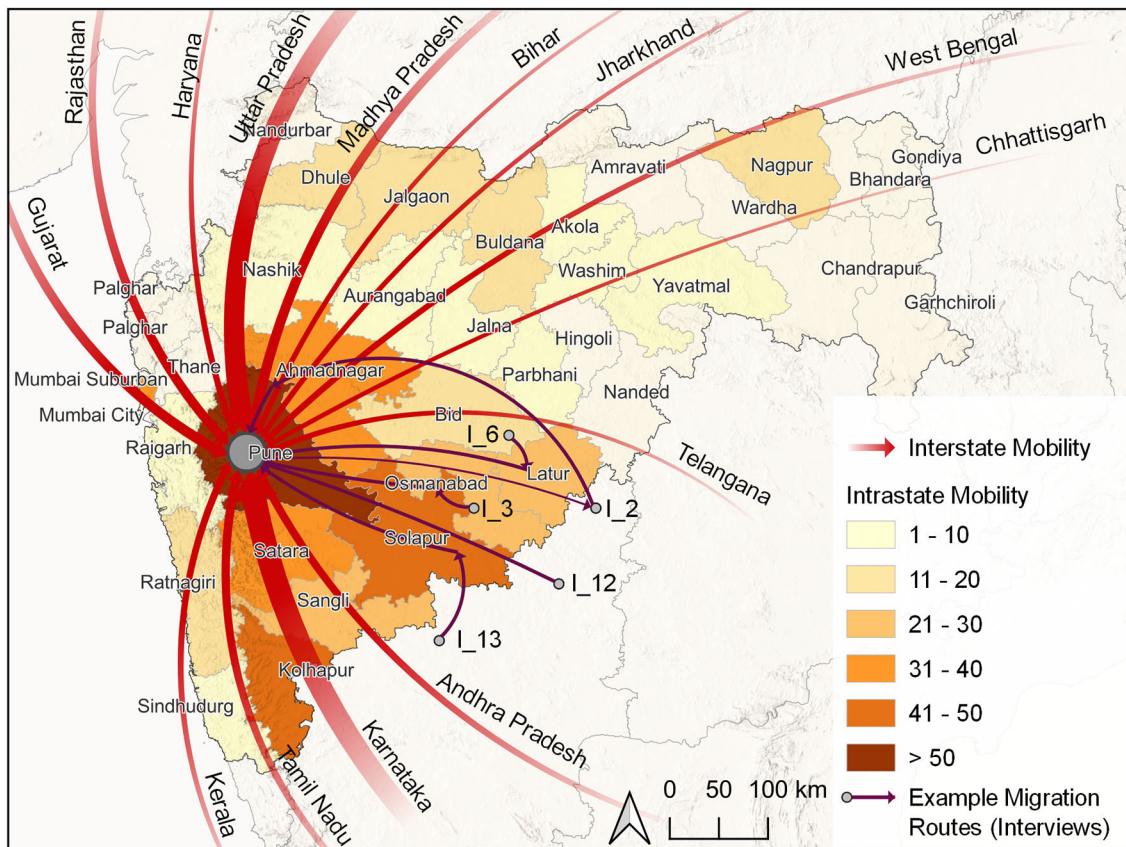 Rajasthan
Haryana
Uttar Pradesh
Madhya Pradesh
Bihar
Jharkhand
West Bengal
Chhattisgarh
Gujarat
Nandurbar
Dhule
Jalgaon
Amravati
Nagpur
Gondiya
Bhandara
Wardha
Buldana
Akola
Nashik
Washim
Yavatmal
Chandrapur
Garhchiroli
Palghar
Aurangabad
Palghar
Jalna
Hingoli
Thane
Ahmadnagar
Parbhani
Mumbai Suburban
Nanded
Mumbai City
Bid
I_6
Raigarh
Pune
Latur
Telangana
Osmanabad
I_3
I_2
Solapur
Satara
Ratnagiri
I_12
Sangli
I_13
Kolhapur
Sindhudurg
Andhra Pradesh
Karnataka
Tamil Nadu
Kerala
Interstate Mobility
Intrastate Mobility
1 - 10
11 - 20
21 - 30
31 - 40
41 - 50
> 50
Example Migration
Routes (Interviews)
0 50 100 km